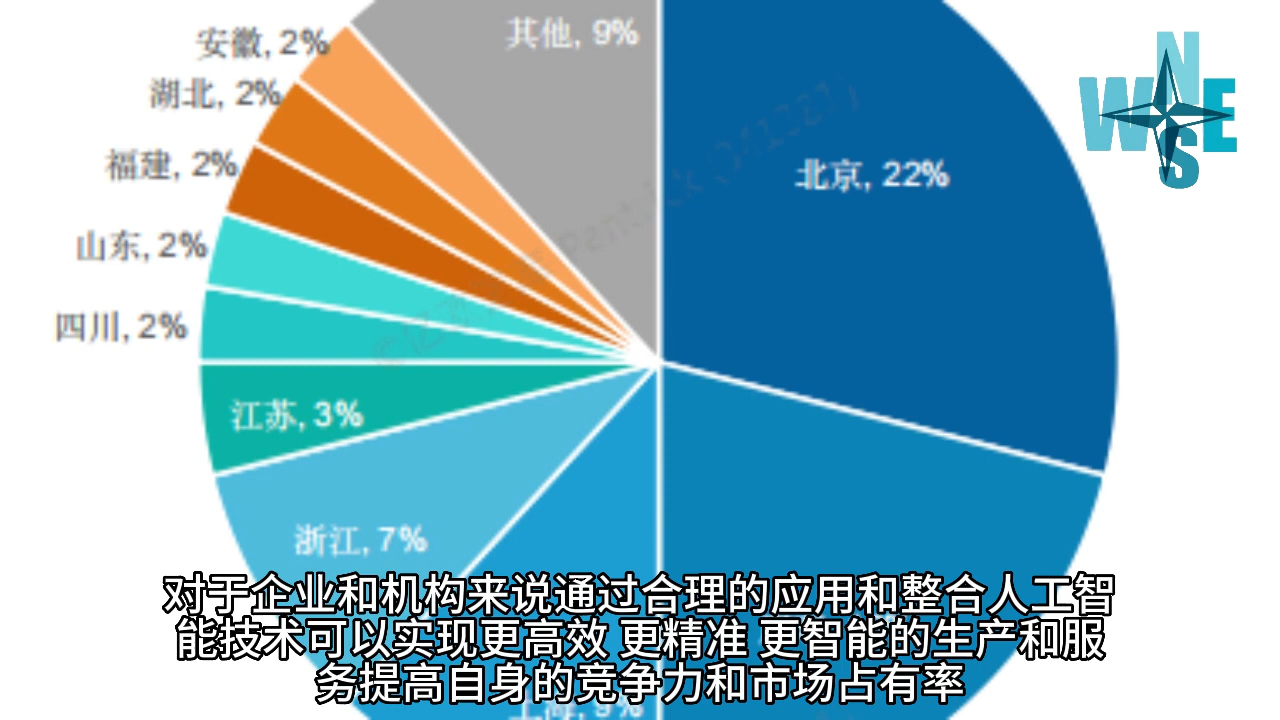 其他, 9%
安徽, 2%
湖北, 2%
福建, 2%
山东, 2%
四川, 2%
江苏, 3%
浙江, 7%
北京, 22%
N
W E
S
对于企业和机构来说通过合理的应用和整合人工智
能技术可以实现更高效 更精准 更智能的生产和服
务提高自身的竞争力和市场占有率
上海, 9%